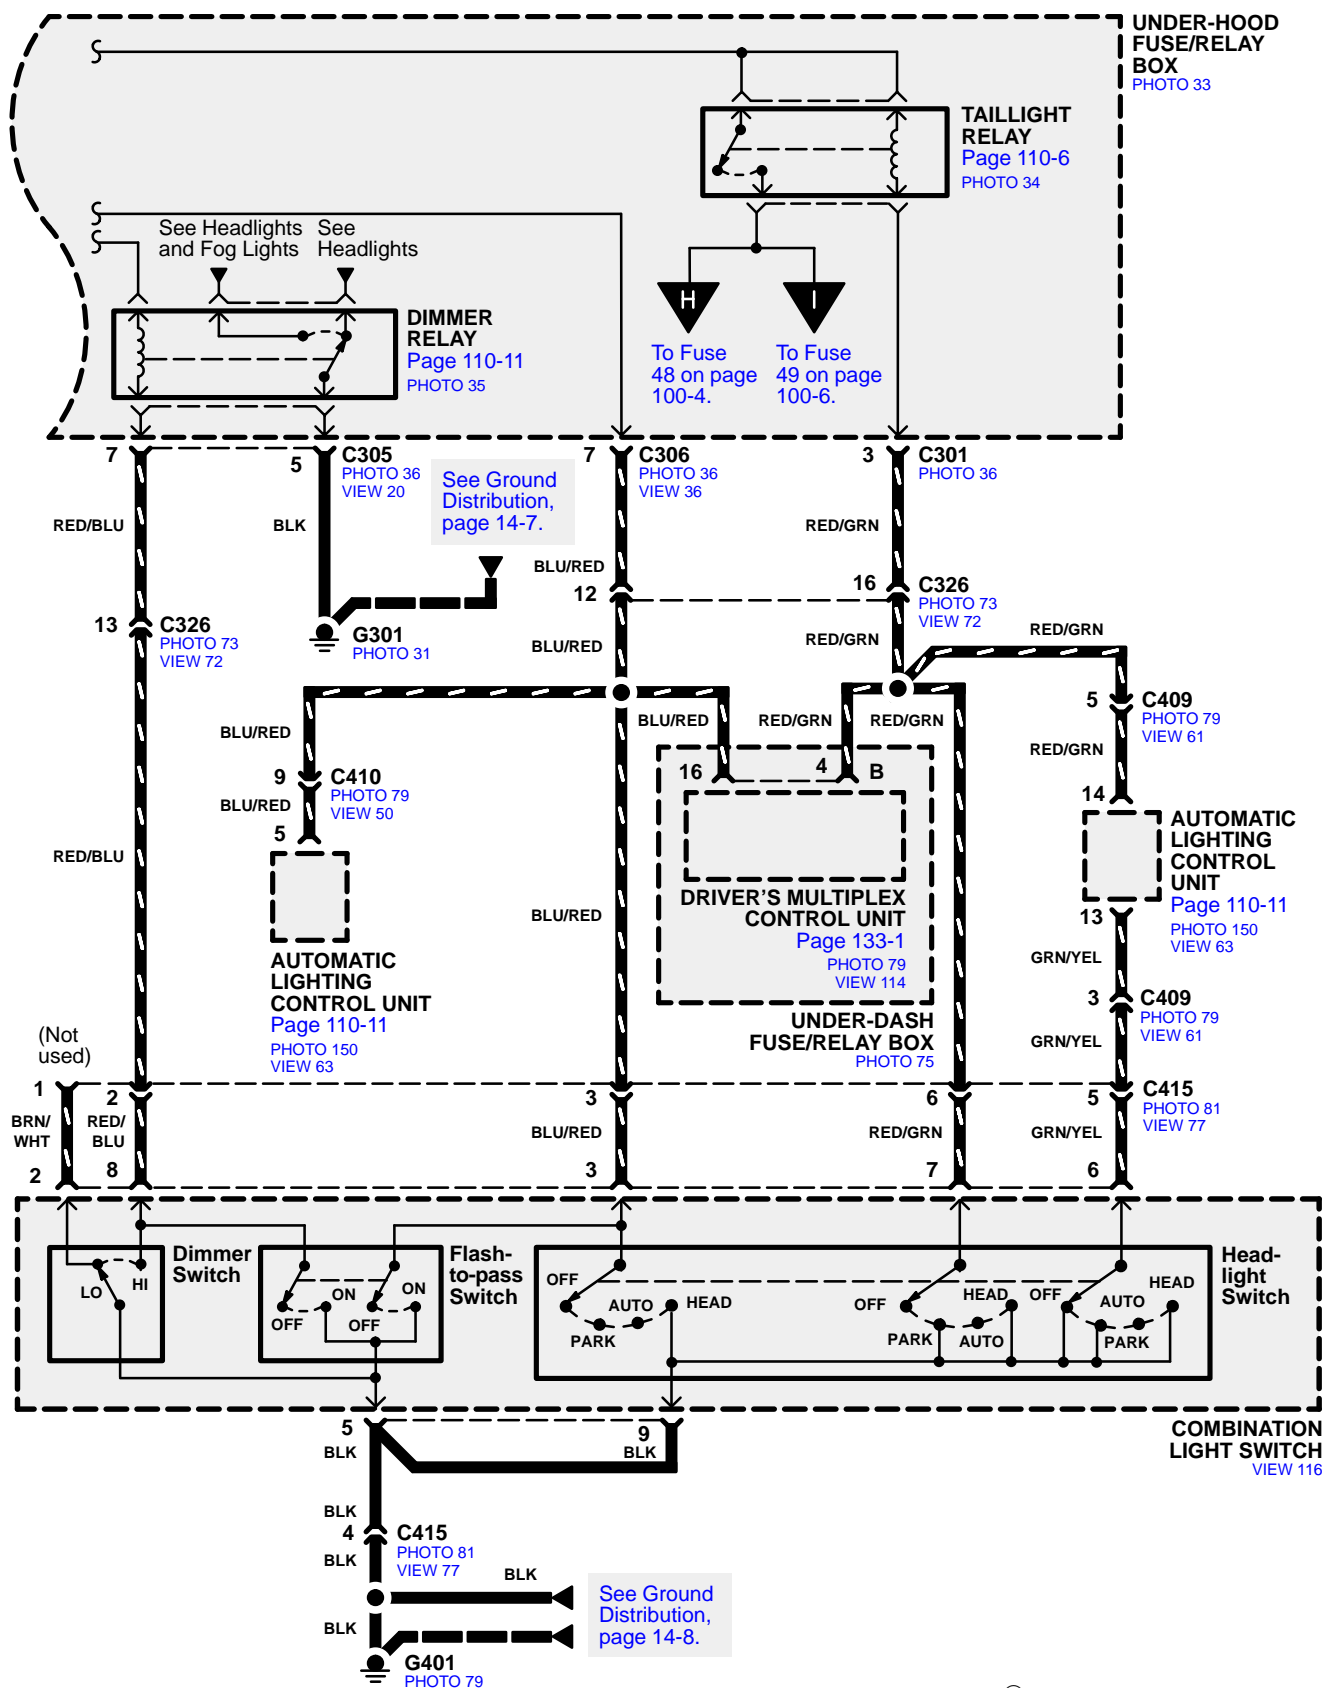 UNDER-HOOD
FUSE/RELAY
BOX
PHOTO 33
TAILLIGHT
RELAY
Page 110-6
PHOTO 34
See Headlights
and Fog Lights
See
Headlights
H
I
To Fuse
48 on page
100-4.
To Fuse
49 on page
100-6.
DIMMER
RELAY
Page 110-11
PHOTO 35
7
5
C305
PHOTO 36
VIEW 20
7
C306
PHOTO 36
VIEW 36
3
C301
PHOTO 36
See Ground
Distribution,
page 14-7.
RED/BLU
BLK
RED/GRN
BLU/RED
12
16
C326
PHOTO 73
VIEW 72
13
C326
PHOTO 73
VIEW 72
G301
PHOTO 31
BLU/RED
RED/GRN
RED/GRN
BLU/RED
BLU/RED
RED/GRN
RED/GRN
5
C409
PHOTO 79
VIEW 61
RED/GRN
9
C410
PHOTO 79
VIEW 50
BLU/RED
5
16
4
B
14
AUTOMATIC
LIGHTING
CONTROL
UNIT
Page 110-11
PHOTO 150
VIEW 63
RED/BLU
BLU/RED
DRIVER'S MULTIPLEX
CONTROL UNIT
Page 133-1
PHOTO 79
VIEW 114
13
GRN/YEL
AUTOMATIC
LIGHTING
CONTROL UNIT
Page 110-11
PHOTO 150
VIEW 63
UNDER-DASH
FUSE/RELAY BOX
PHOTO 75
3
C409
PHOTO 79
VIEW 61
GRN/YEL
(Not
used)
1
2
3
6
5
C415
PHOTO 81
VIEW 77
BRN/
WHT
RED/
BLU
BLU/RED
RED/GRN
GRN/YEL
2
8
3
7
6
Dimmer
Switch
LO
HI
Flash-
to-pass
Switch
OFF
ON
OFF
ON
OFF
PARK
AUTO
HEAD
OFF
PARK
AUTO
HEAD
OFF
PARK
AUTO
HEAD
Head-
light
Switch
5
9
BLK
BLK
COMBINATION
LIGHT SWITCH
VIEW 116
BLK
4
C415
PHOTO 81
VIEW 77
BLK
BLK
BLK
See Ground
Distribution,
page 14-8.
G401
PHOTO 79